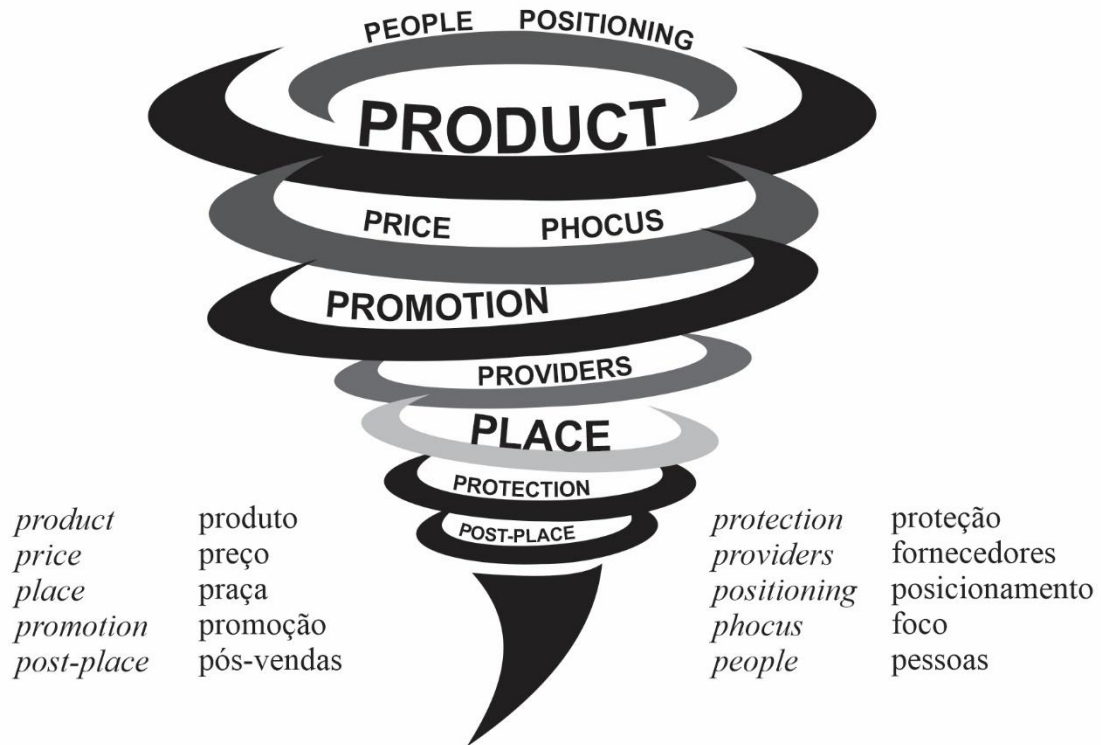 PEOPLE POSITIONING
PRODUCT
PRICE PHOCUS
PROMOTION
PROVIDERS
PLACE
PROTECTION
POST-PLACE
product produto
price preço
place praça
promotion promoção
post-place pós-vendas
protection proteção
providers fornecedores
positioning posicionamento
phocus foco
people pessoas